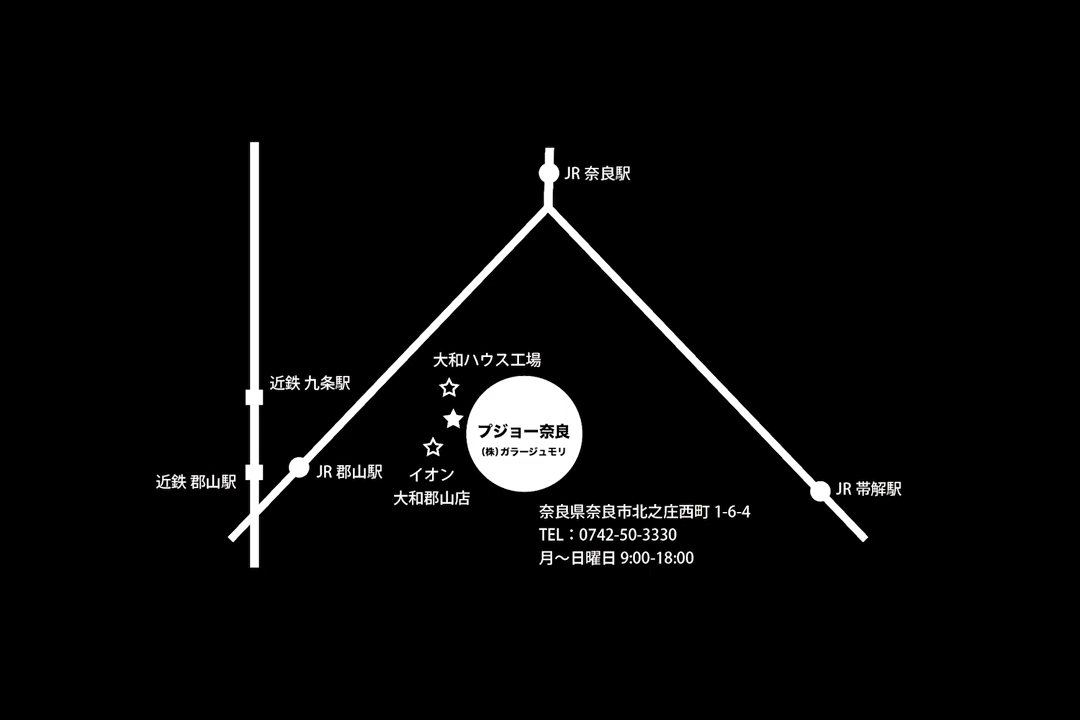 JR 奈良駅
大和ハウス工場
近鉄 九条駅
プジョー奈良
(株)ガラージュモリ
JR 郡山駅
近鉄 郡山駅
イオン
大和郡山店
JR 帯解駅
奈良県奈良市北之庄西町 1-6-4
TEL：0742-50-3330
月〜日曜日 9:00-18:00